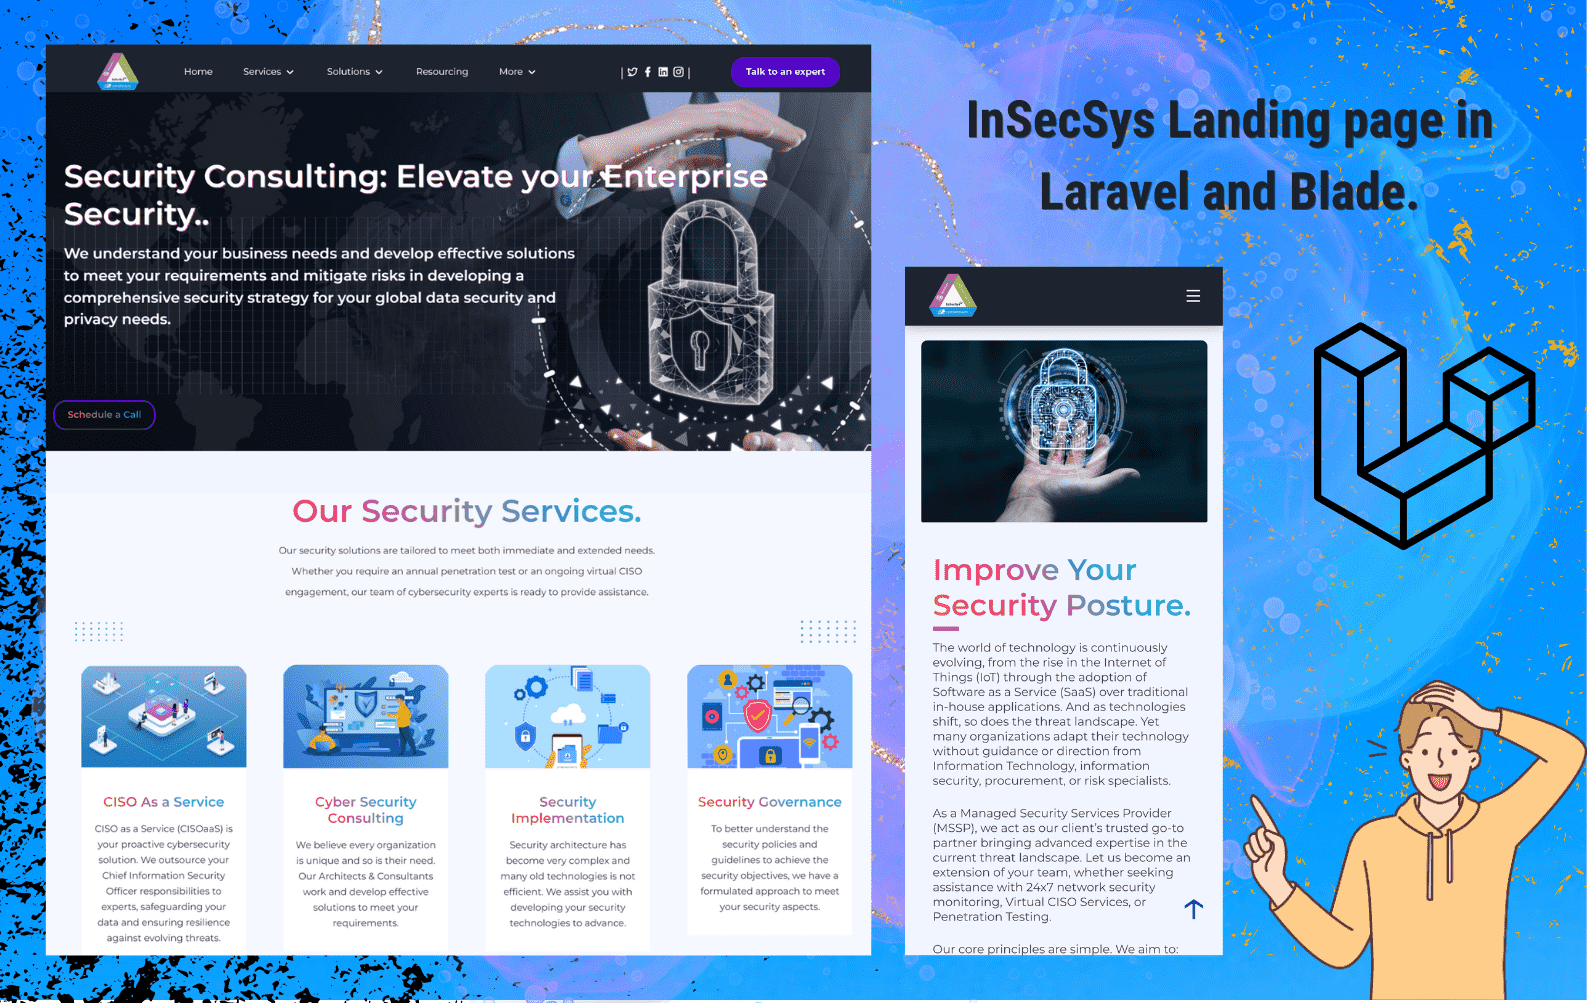 Home Services Solutions Resourcing More | | Talk to an expert
Security Consulting: Elevate your Enterprise
Security..
We understand your business needs and develop effective solutions
to meet your requirements and mitigate risks in developing a
comprehensive security strategy for your global data security and
privacy needs.
Schedule a Call
Our Security Services.
Our security solutions are tailored to meet both immediate and extended needs.
Whether you require an annual penetration test or an ongoing virtual CISO
engagement, our team of cybersecurity experts is ready to provide assistance.
CISO As a Service
CISO as a Service (CISOaaS) is
your proactive cybersecurity
solution. We outsource your
Chief Information Security
Officer responsibilities to
experts, safeguarding your
data and ensuring resilience
against evolving threats.
Cyber Security
Consulting
We believe every organization
is unique and so is their need.
Our Architects & Consultants
work and develop effective
solutions to meet your
requirements.
Security
Implementation
Security architecture has
become very complex and
many old technologies is not
efficient. We assist you with
developing your security
technologies to advance.
Security Governance
To better understand the
security policies and
guidelines to achieve the
security objectives, we have a
formulated approach to meet
your security aspects.
InSecSys Landing page in
Laravel and Blade.
Improve Your
Security Posture.
The world of technology is continuously
evolving, from the rise in the Internet of
Things (IoT) through the adoption of
Software as a Service (SaaS) over traditional
in-house applications. And as technologies
shift, so does the threat landscape. Yet
many organizations adapt their technology
without guidance or direction from
Information Technology, information
security, procurement, or risk specialists.
As a Managed Security Services Provider
(MSSP), we act as our client's trusted go-to
partner bringing advanced expertise in the
current threat landscape. Let us become an
extension of your team, whether seeking
assistance with 24x7 network security
monitoring, Virtual CISO Services, or
Penetration Testing.
Our core principles are simple. We aim to: